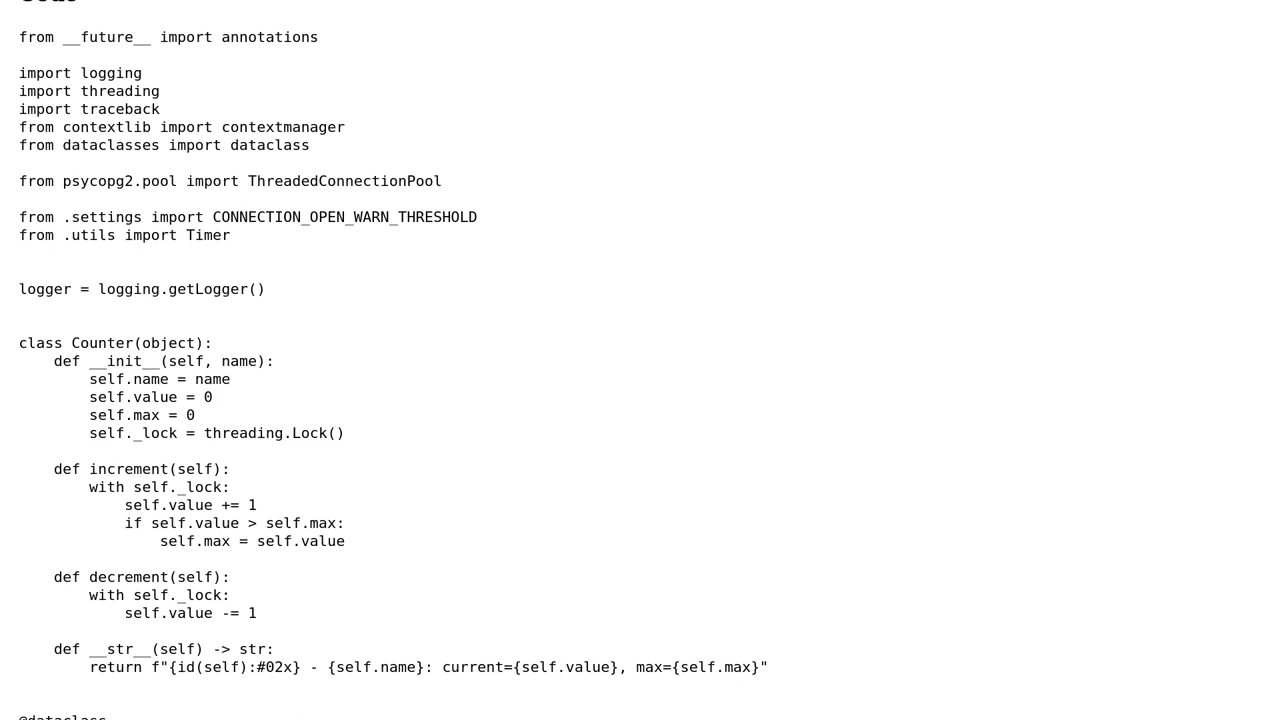 from __future__ import annotations
import logging
import threading
import traceback
from contextlib import contextmanager
from dataclasses import dataclass
from psycopg2.pool import ThreadedConnectionPool
from .settings import CONNECTION_OPEN_WARN_THRESHOLD
from .utils import Timer
logger = logging.getLogger()
class Counter(object):
    def __init__(self, name):
        self.name = name
        self.value = 0
        self.max = 0
        self._lock = threading.Lock()
    def increment(self):
        with self._lock:
            self.value += 1
            if self.value > self.max:
                self.max = self.value
    def decrement(self):
        with self._lock:
            self.value -= 1
    def __str__(self) -> str:
        return f"{id(self):#02x} - {self.name}: current={self.value}, max={self.max}"
@dataclass